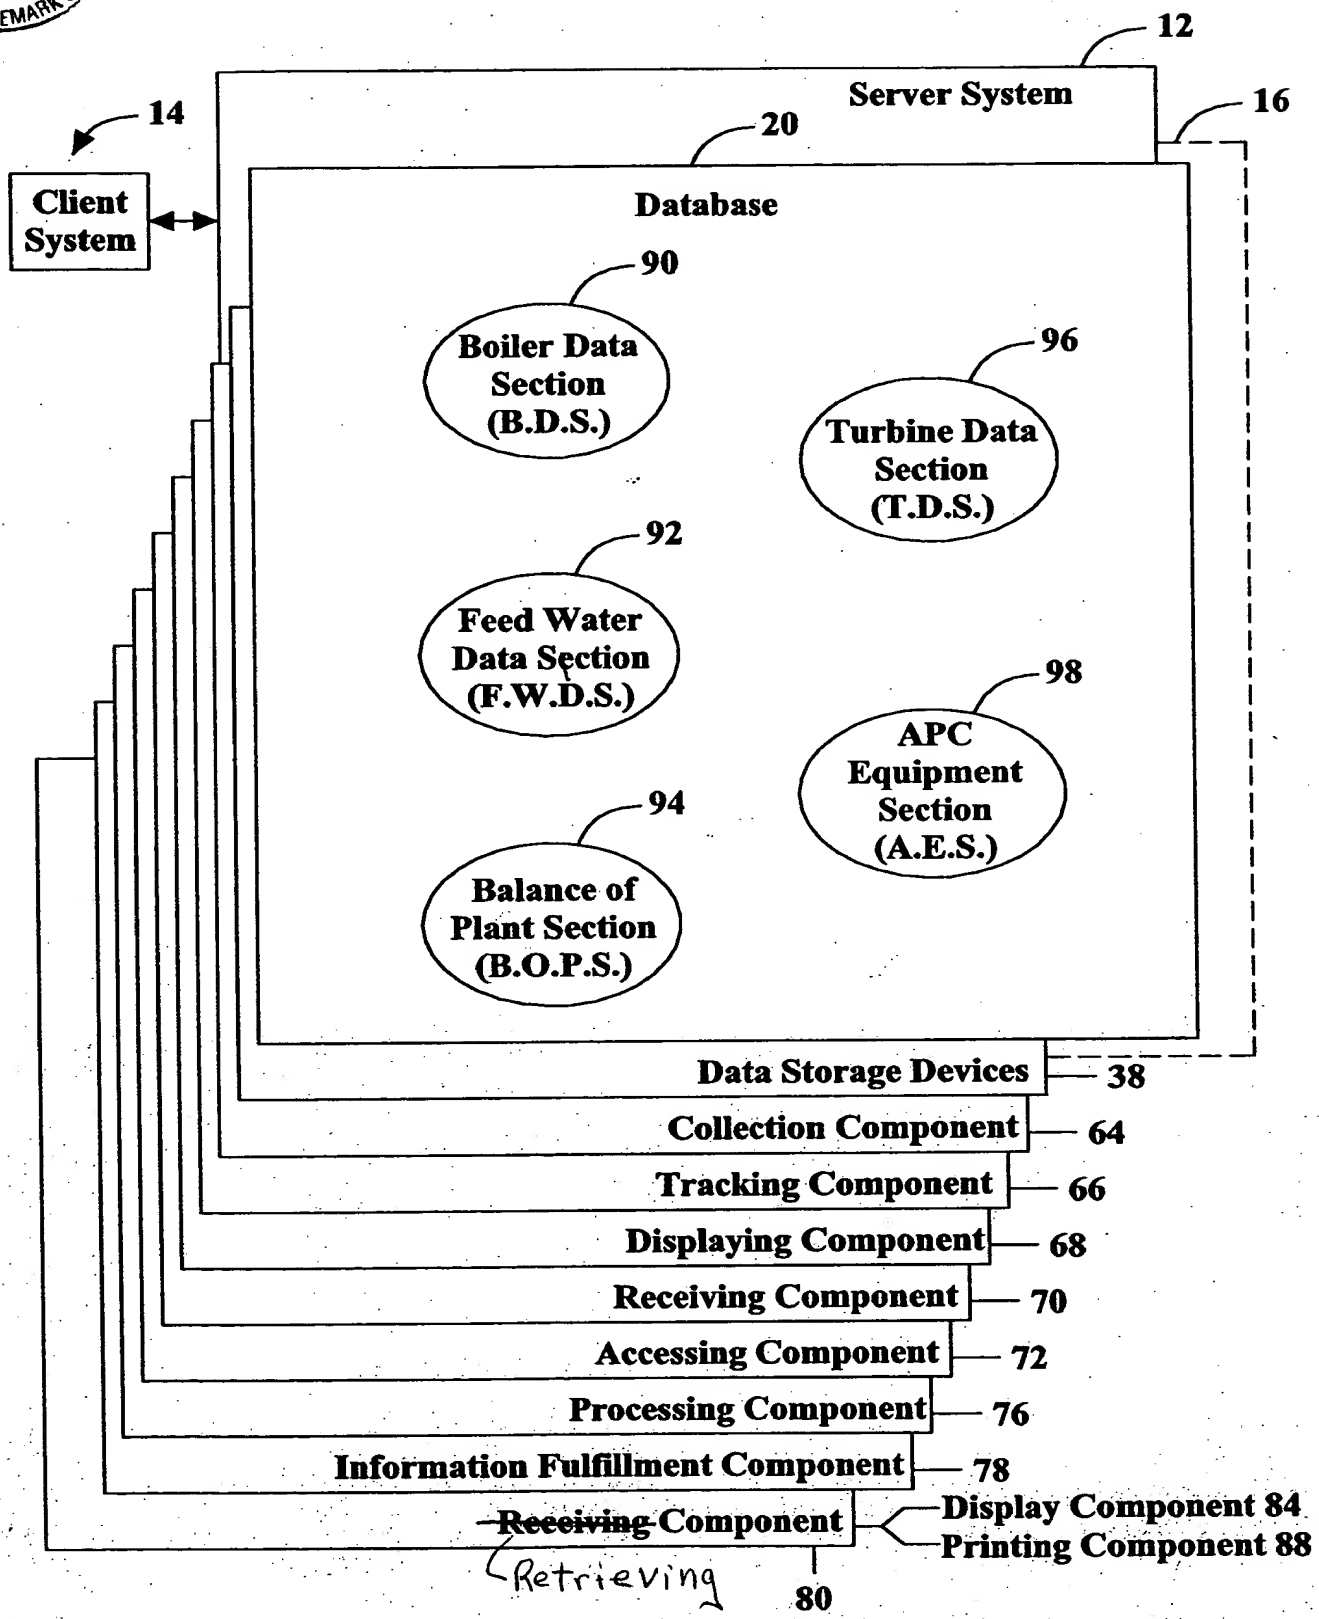 EMARK
12
Server System
16
14
20
Client
System
Database
90
Boiler Data
Section
(B.D.S.)
96
Turbine Data
Section
(T.D.S.)
92
Feed Water
Data Section
(F.W.D.S.)
98
APC
Equipment
Section
(A.E.S.)
94
Balance of
Plant Section
(B.O.P.S.)
Data Storage Devices 38
Collection Component 64
Tracking Component 66
Displaying Component 68
Receiving Component 70
Accessing Component 72
Processing Component 76
Information Fulfillment Component 78
Receiving Component
Display Component 84
Printing Component 88
Retrieving
80